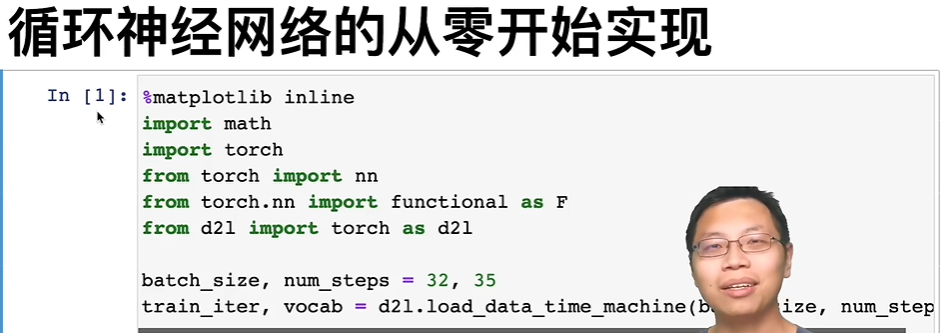 循环神经网络的从零开始实现
In [1]: %matplotlib inline
import math
import torch
from torch import nn
from torch.nn import functional as F
from d2l import torch as d2l
batch_size, num_steps = 32, 35
train_iter, vocab = d2l.load_data_time_machine( size, num_step